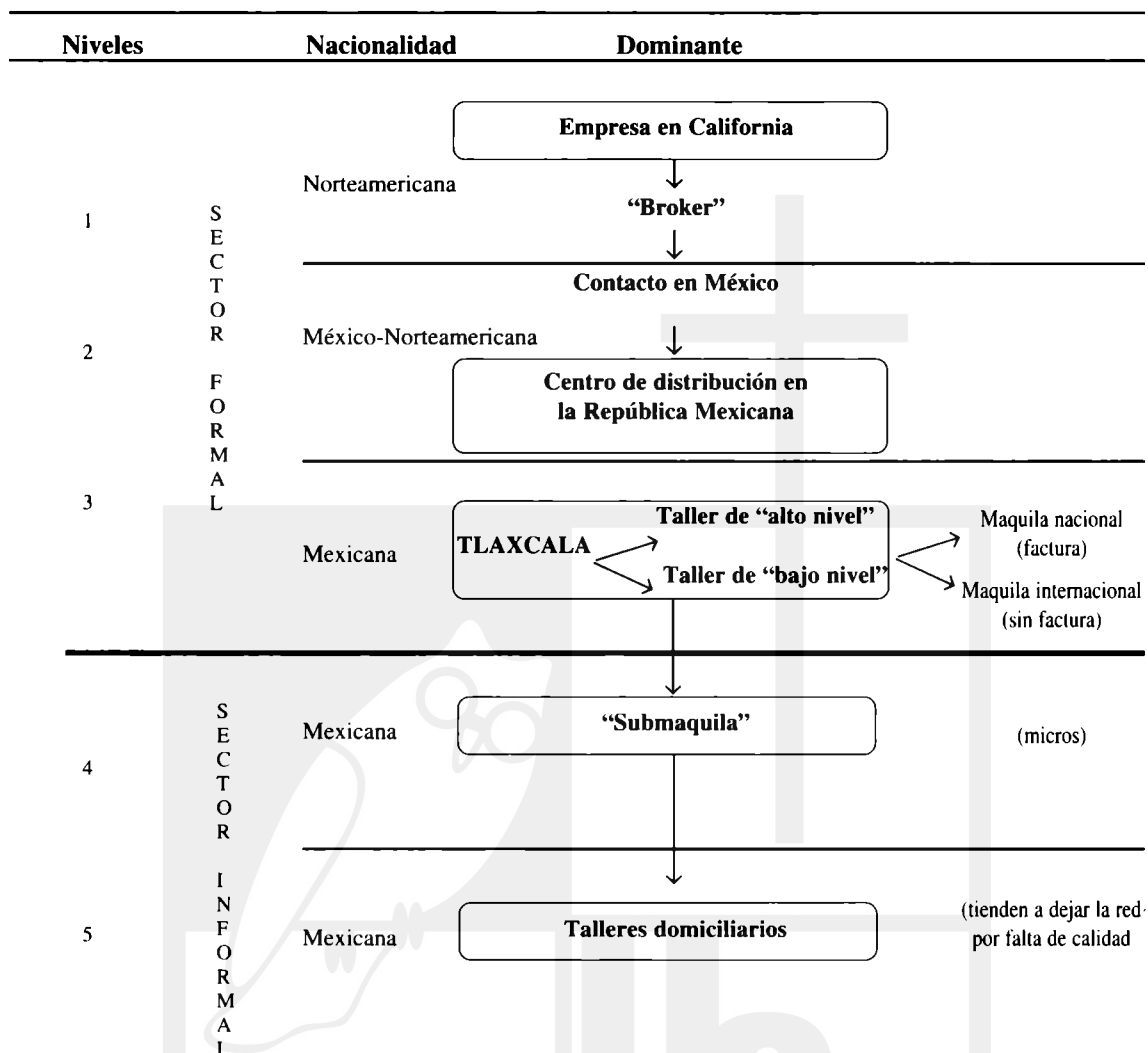 Niveles Nacionalidad Dominante
Empresa en California
Norteamericana
1
“Broker”
SECTOR FORMAL
Contacto en México
México-Norteamericana
2
Centro de distribución en
la República Mexicana
3
Mexicana
TLAXCALA
Taller de “alto nivel”
Taller de “bajo nivel”
Maquila nacional
(factura)
Maquila internacional
(sin factura)
SECTOR INFORMAL
4
Mexicana
“Submaquila”
(micros)
5
Mexicana
Talleres domiciliarios
(tienden a dejar la red
por falta de calidad